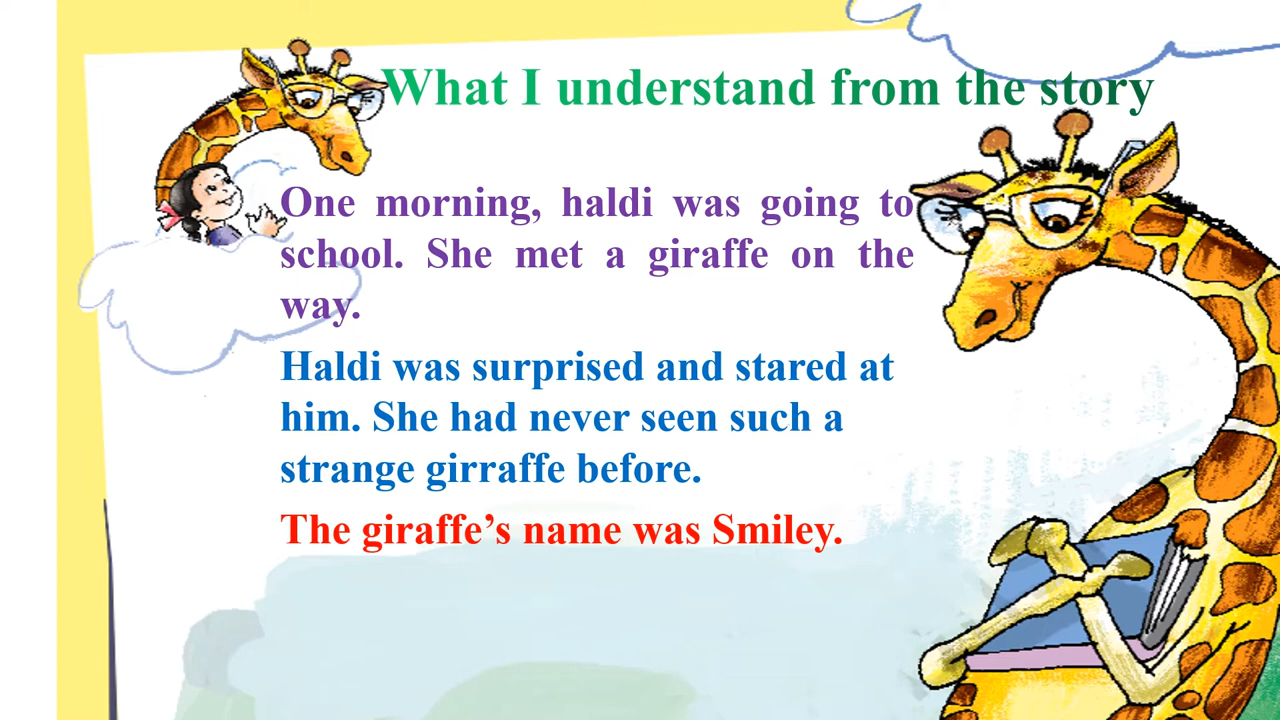 What I understand from the story
One morning, haldi was going to
school. She met a giraffe on the
way.
Haldi was surprised and stared at
him. She had never seen such a
strange girraffe before.
The giraffe’s name was Smiley.